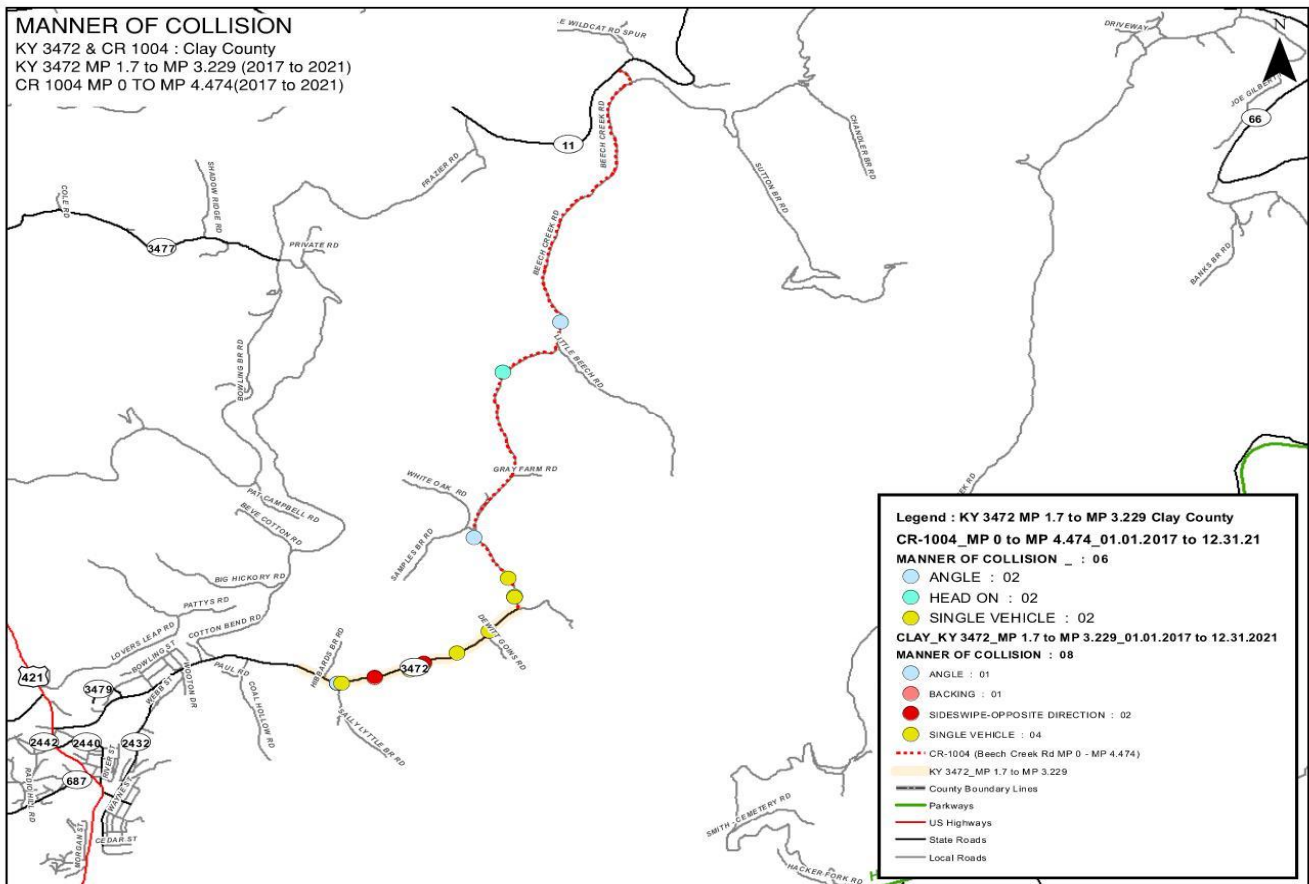 MANNER OF COLLISION
KY 3472 & CR 1004 : Clay County
KY 3472 MP 1.7 to MP 3.229 (2017 to 2021)
CR 1004 MP 0 TO MP 4.474(2017 to 2021)
.E WILDCAT RD SPUR
DRIVEWAY
N
JOE GILBERT
66
BEECH CREEK RD
11
CHANDLER BR RD
FRAZIER RD
SUTTON BR RD
SHADOW RIDGE RD
COLE RD
3477
PRIVATE RD
BEECH CREEK RD
BANKS BR RD
BOWLING BR RD
LITTLE BEECH RD
GRAY FARM RD
WHITE OAK RD
EK RD
PAT CAMPBELL RD
BEVE COTTON RD
SAMPLES BR RD
BIG HICKORY RD
PATTYS RD
DEWITT GOINS RD
COTTON BEND RD
LOVERS LEAP RD
HIBBARDS BR RD
BOWLING ST
WOOTON DR
PAUL RD
3472
421
3479
WEBB ST
COAL HOLLOW RD
SALLY LYTTLE BR RD
2442
2440
2432
RIVER ST
687
RADIO HILL RD
WAYNE ST
CEDAR ST
MORGAN ST
SMITH - CEMETERY RD
HACKER FORK RD
H
Legend : KY 3472 MP 1.7 to MP 3.229 Clay County
CR-1004_MP 0 to MP 4.474_01.01.2017 to 12.31.21
MANNER OF COLLISION _ : 06
ANGLE : 02
HEAD ON : 02
SINGLE VEHICLE : 02
CLAY_KY 3472_MP 1.7 to MP 3.229_01.01.2017 to 12.31.2021
MANNER OF COLLISION : 08
ANGLE : 01
BACKING : 01
SIDESWIPE-OPPOSITE DIRECTION : 02
SINGLE VEHICLE : 04
CR-1004 (Beech Creek Rd MP 0 - MP 4.474)
KY 3472_MP 1.7 to MP 3.229
County Boundary Lines
Parkways
US Highways
State Roads
Local Roads